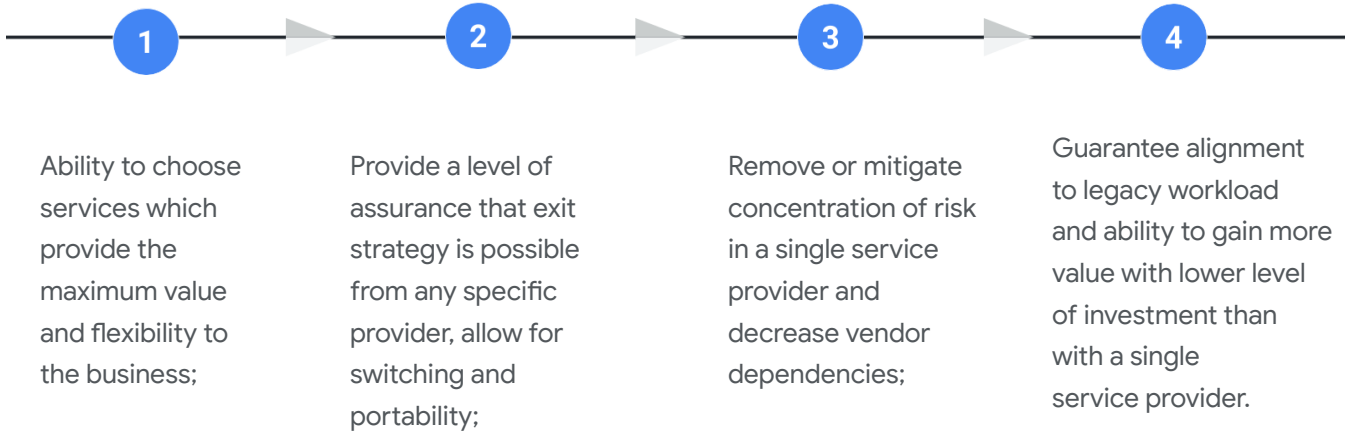 1
2
3
4
Ability to choose
services which
provide the
maximum value
and flexibility to
the business;
Provide a level of
assurance that exit
strategy is possible
from any specific
provider, allow for
switching and
portability;
Remove or mitigate
concentration of risk
in a single service
provider and
decrease vendor
dependencies;
Guarantee alignment
to legacy workload
and ability to gain more
value with lower level
of investment than
with a single
service provider.